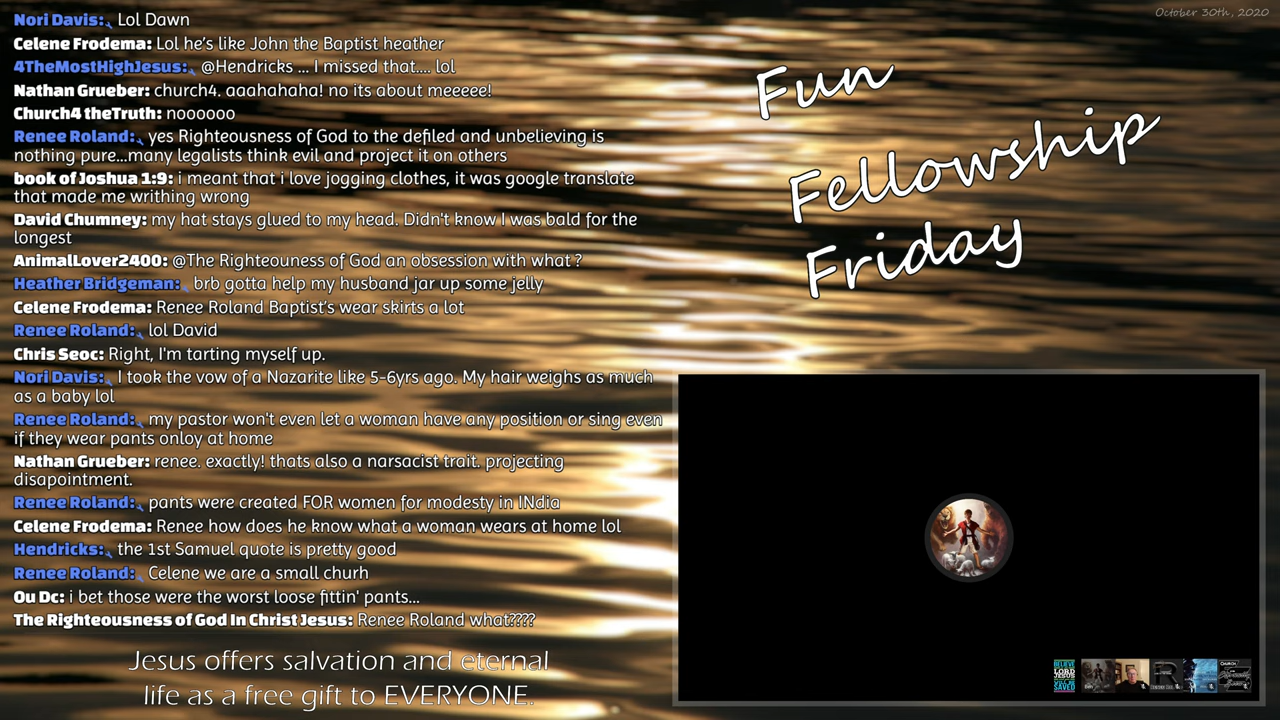 Nori Davis: Lol Dawn
Celene Frodema: Lol he's like John the Baptist heather
4TheMostHighJesus: @Hendricks ... I missed that.... lol
Nathan Grueber: church4. aaahahaha! no its about meeeee!
Church4 theTruth: noooooo
Renee Roland: yes Righteousness of God to the defiled and unbelieving is
nothing pure...many legalists think evil and project it on others
book of Joshua 1:9: i meant that i love jogging clothes, it was google translate
that made me writhing wrong
David Chumney: my hat stays glued to my head. Didn't know I was bald for the
longest
AnimalLover2400: @The Righteouness of God an obsession with what ?
Heather Bridgeman: brb gotta help my husband jar up some jelly
Celene Frodema: Renee Roland Baptist's wear skirts a lot
Renee Roland: lol David
Chris Seoc: Right, I'm tarting myself up.
Nori Davis: I took the vow of a Nazarite like 5-6yrs ago. My hair weighs as much
as a baby lol
Renee Roland: my pastor won't even let a woman have any position or sing even
if they wear pants onloy at home
Nathan Grueber: renee. exactly! thats also a narsacist trait. projecting
disapointment.
Renee Roland: pants were created FOR women for modesty in INdia
Celene Frodema: Renee how does he know what a woman wears at home lol
Hendricks: the 1st Samuel quote is pretty good
Renee Roland: Celene we are a small churh
Ou Dc: i bet those were the worst loose fittin' pants...
The Righteousness of God In Christ Jesus: Renee Roland what????
Jesus offers salvation and eternal
life as a free gift to EVERYONE.
October 30th, 2020
Fun
Fellowship
Friday
BELIEVE
LORD
JESUS
SAVED
CHURCH